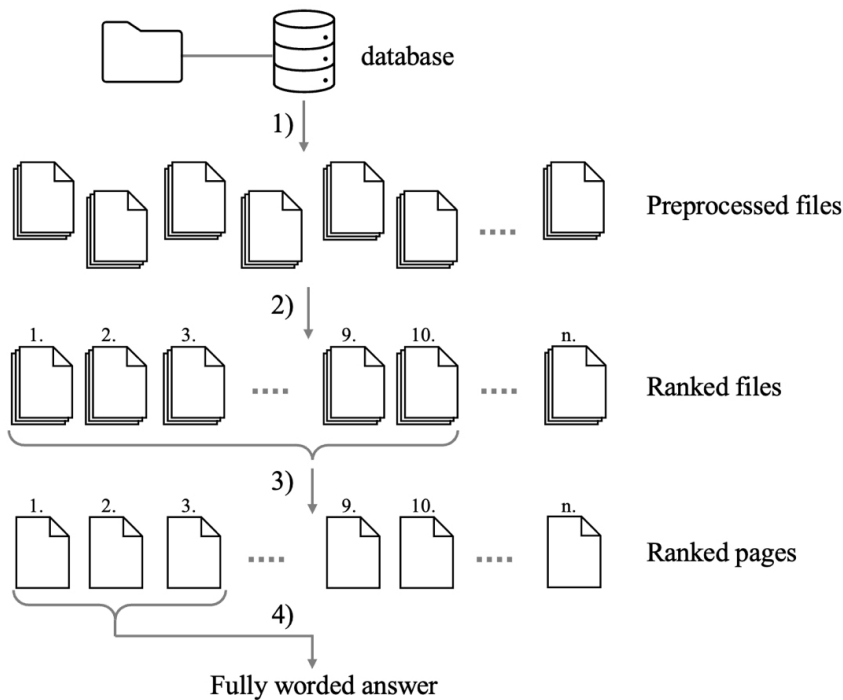 database
1)
Preprocessed files
....
2)
1. 2. 3. 9. 10. n.
.... ....
Ranked files
3)
1. 2. 3. 9. 10. n.
.... ....
Ranked pages
4)
Fully worded answer